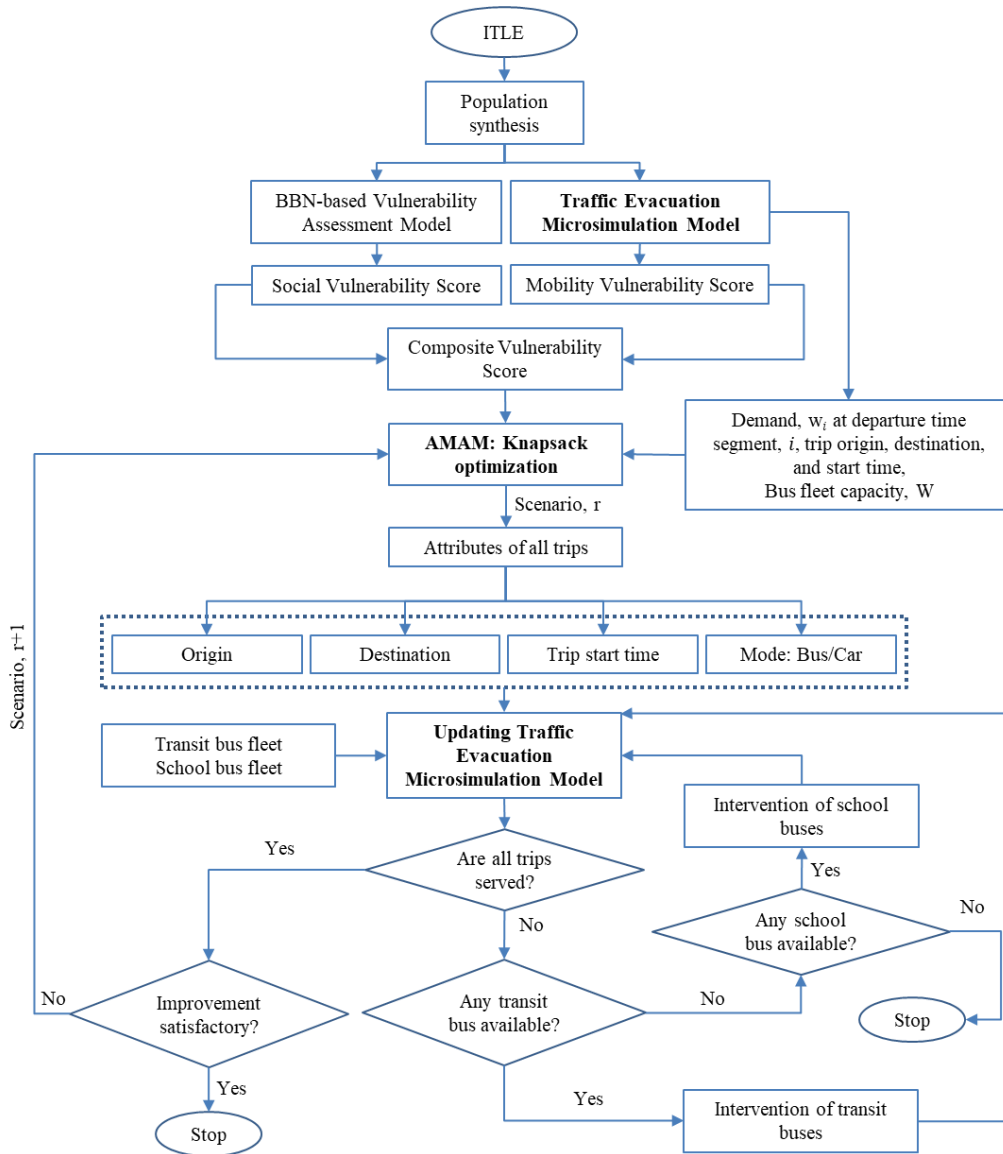 ITLE
Population
synthesis
BBN-based Vulnerability
Assessment Model
Traffic Evacuation
Microsimulation Model
Social Vulnerability Score
Mobility Vulnerability Score
Composite Vulnerability
Score
Demand, wᵢ at departure time
segment, i, trip origin, destination,
and start time,
Bus fleet capacity, W
AMAM: Knapsack
optimization
Scenario, r
Attributes of all trips
Scenario, r+1
Origin
Destination
Trip start time
Mode: Bus/Car
Transit bus fleet
School bus fleet
Updating Traffic
Evacuation
Microsimulation Model
Intervention of school
buses
Yes
Are all trips
served?
Yes
No
Any school
bus available?
No
No
Improvement
satisfactory?
Any transit
bus available?
No
Stop
Yes
Stop
Yes
Intervention of transit
buses